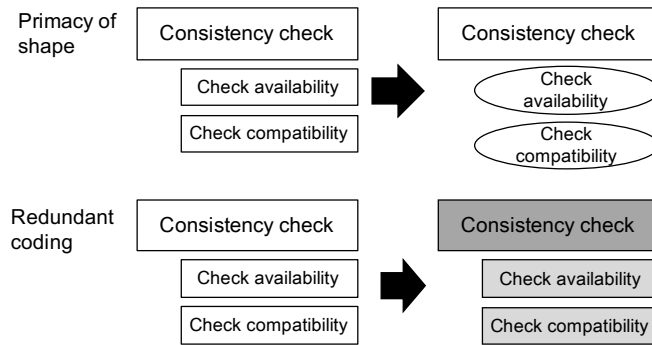 Primacy of
shape
Consistency check
Check availability
Check compatibility
Consistency check
Check
availability
Check
compatibility
Redundant
coding
Consistency check
Check availability
Check compatibility
Consistency check
Check availability
Check compatibility